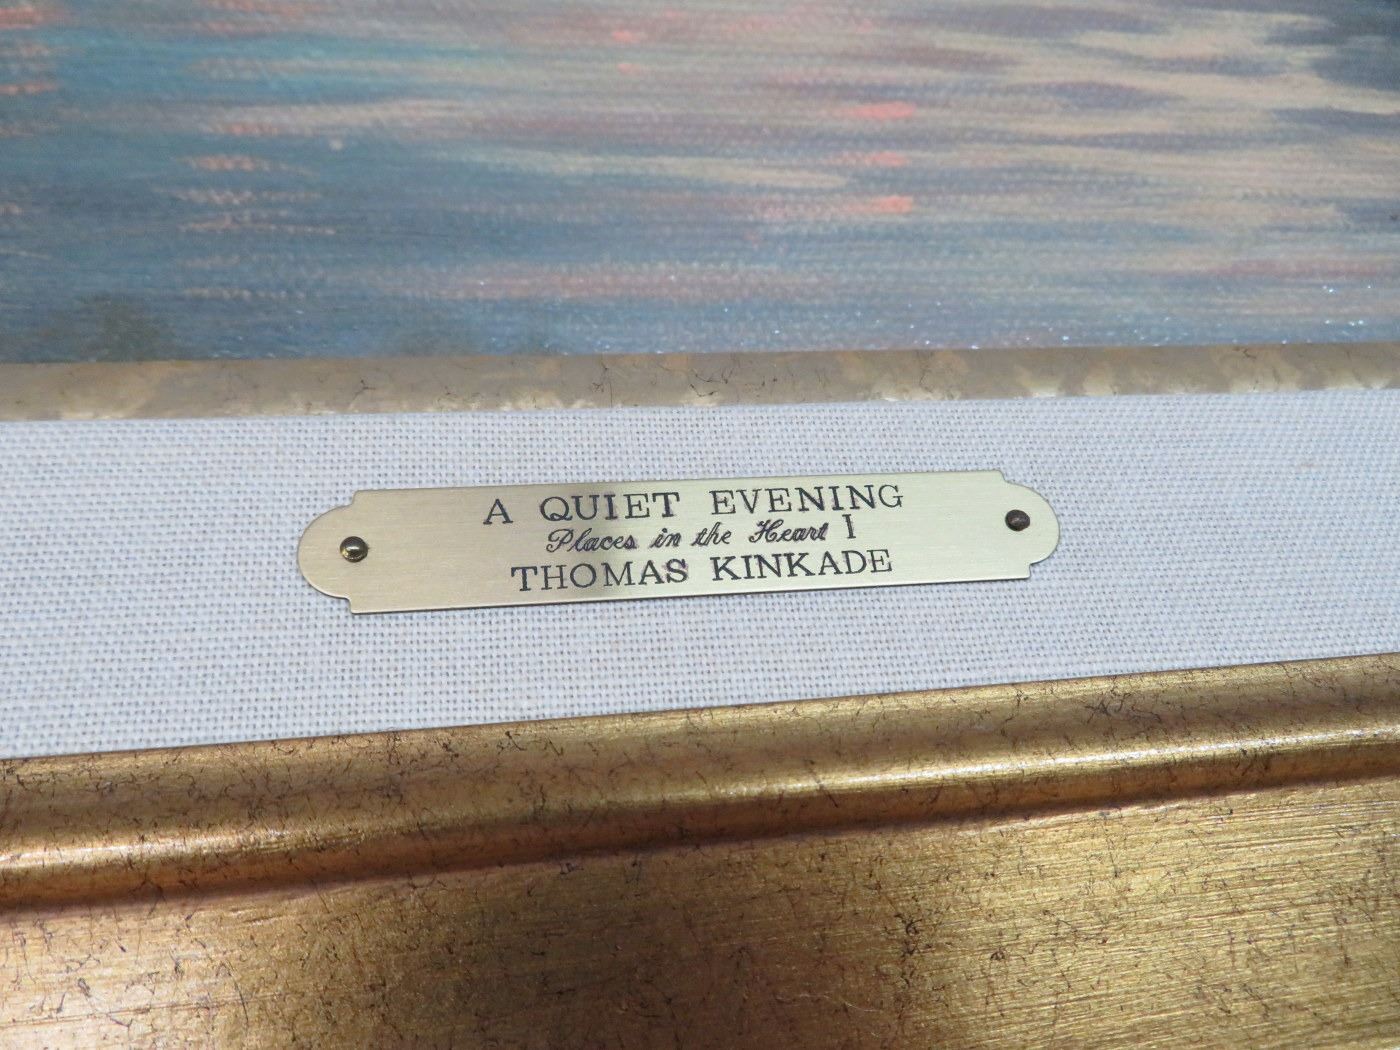 A QUIET EVENING
Places in the Heart I
THOMAS KINKADE